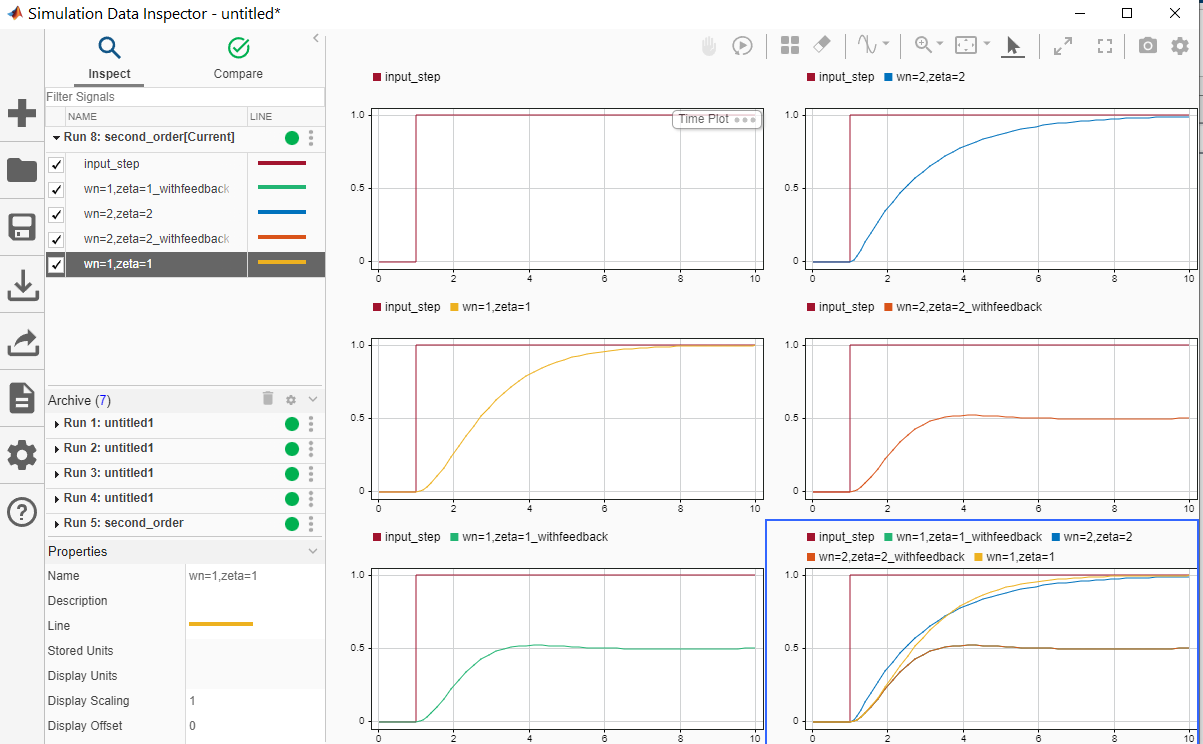 Simulation Data Inspector - untitled*
Inspect
Compare
Filter Signals
NAME
LINE
Run 8: second_order[Current]
input_step
wn=1,zeta=1_withfeedback
wn=2,zeta=2
wn=2,zeta=2_withfeedback
wn=1,zeta=1
Archive (7)
Run 1: untitled1
Run 2: untitled1
Run 3: untitled1
Run 4: untitled1
Run 5: second_order
Properties
Name wn=1,zeta=1
Description
Line
Stored Units
Display Units
Display Scaling 1
Display Offset 0
input_step
Time Plot
1.0
0.5
0
0 2 4 6 8 10
input_step wn=2,zeta=2
1.0
0.5
0
0 2 4 6 8 10
input_step wn=1,zeta=1
1.0
0.5
0
0 2 4 6 8 10
input_step wn=2,zeta=2_withfeedback
1.0
0.5
0
0 2 4 6 8 10
input_step wn=1,zeta=1_withfeedback
1.0
0.5
0
0 2 4 6 8 10
input_step wn=1,zeta=1_withfeedback wn=2,zeta=2
wn=2,zeta=2_withfeedback wn=1,zeta=1
1.0
0.5
0
0 2 4 6 8 10